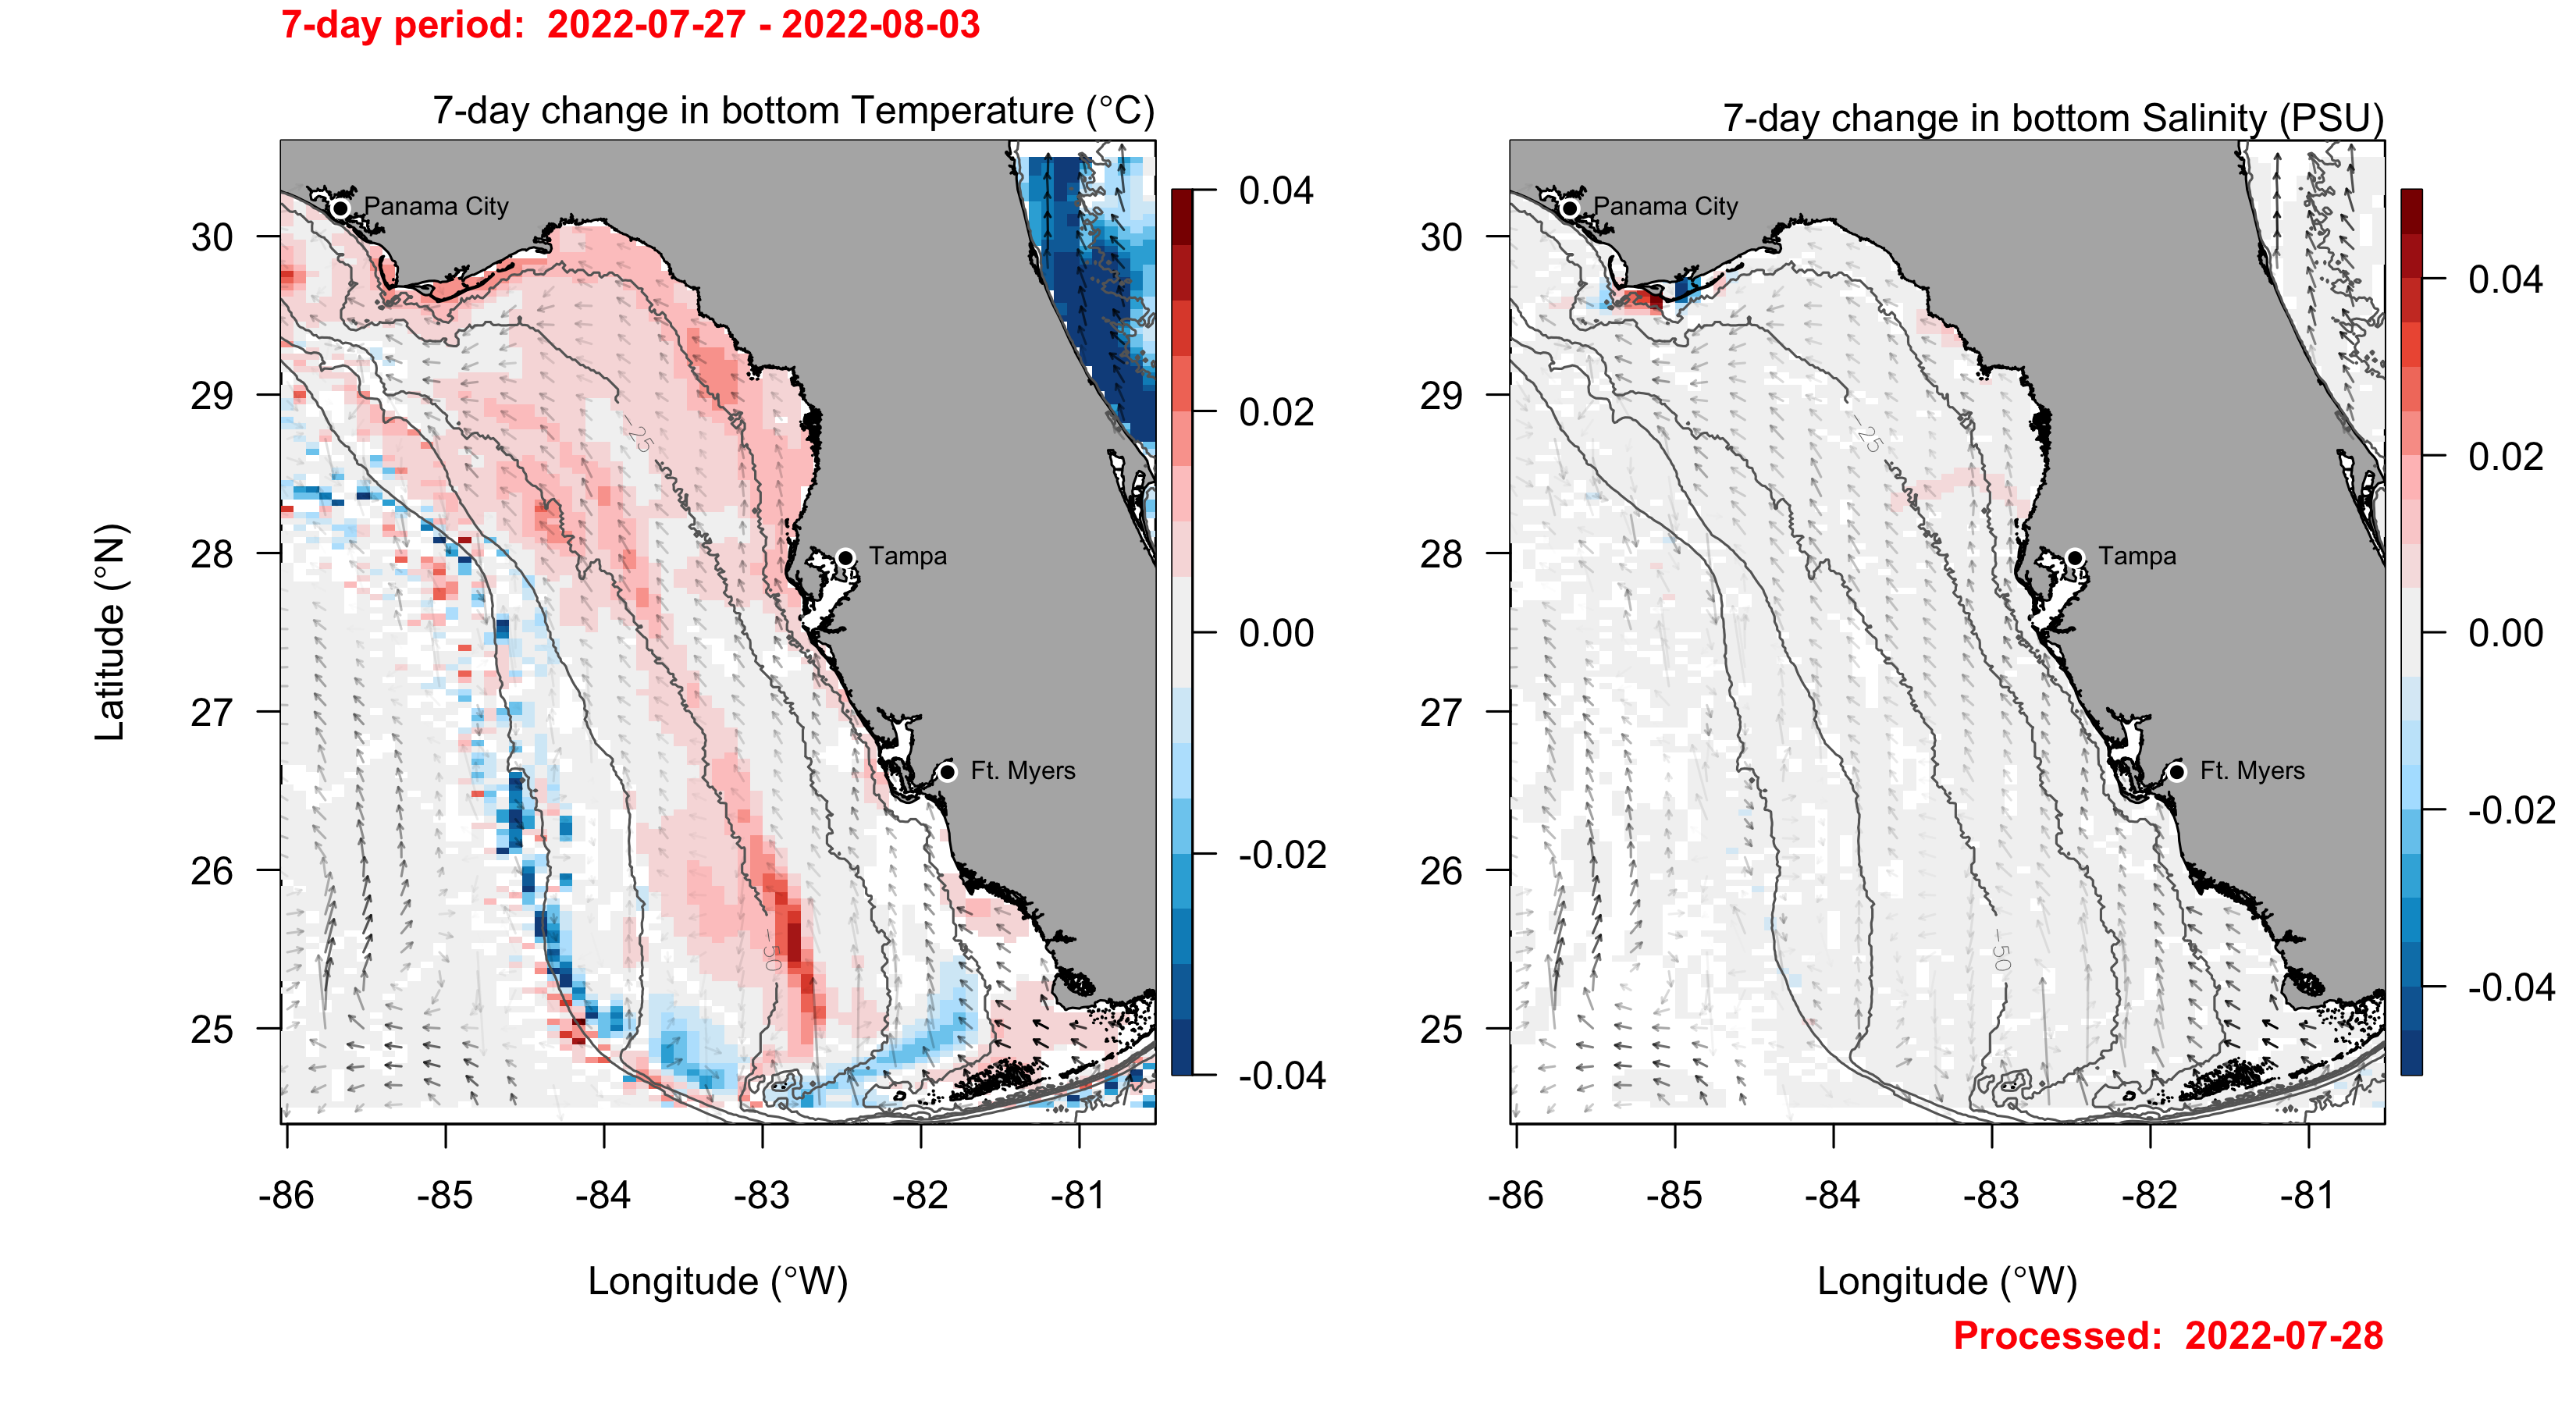 7-day period:  2022-07-27 - 2022-08-03
7-day change in bottom Temperature (°C)
Panama City
Tampa
Ft. Myers
-25
-50
30
29
28
27
26
25
Latitude (°N)
-86
-85
-84
-83
-82
-81
Longitude (°W)
0.04
0.02
0.00
-0.02
-0.04
7-day change in bottom Salinity (PSU)
Panama City
Tampa
Ft. Myers
-25
-50
30
29
28
27
26
25
-86
-85
-84
-83
-82
-81
Longitude (°W)
0.04
0.02
0.00
-0.02
-0.04
Processed:  2022-07-28